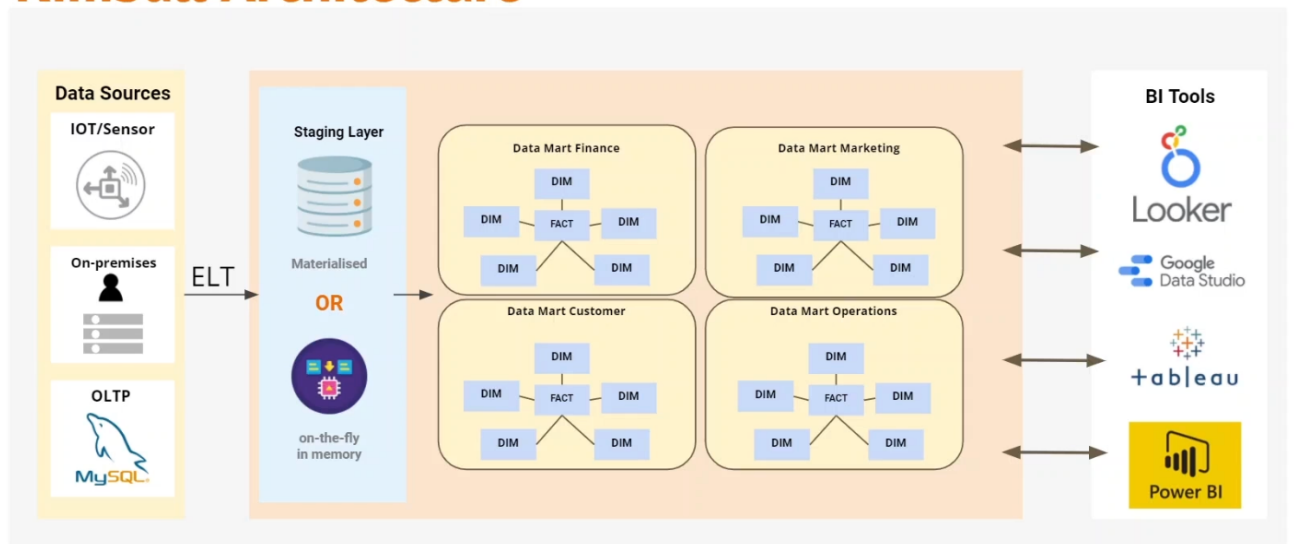 Data Sources
IOT/Sensor
On-premises
OLTP
MySQL
ELT
Staging Layer
Materialised
OR
on-the-fly
in memory
Data Mart Finance
DIM
DIM
FACT
DIM
DIM
DIM
Data Mart Marketing
DIM
DIM
FACT
DIM
DIM
DIM
Data Mart Customer
DIM
DIM
FACT
DIM
DIM
DIM
Data Mart Operations
DIM
DIM
FACT
DIM
DIM
DIM
BI Tools
Looker
Google
Data Studio
+ableau
Power BI